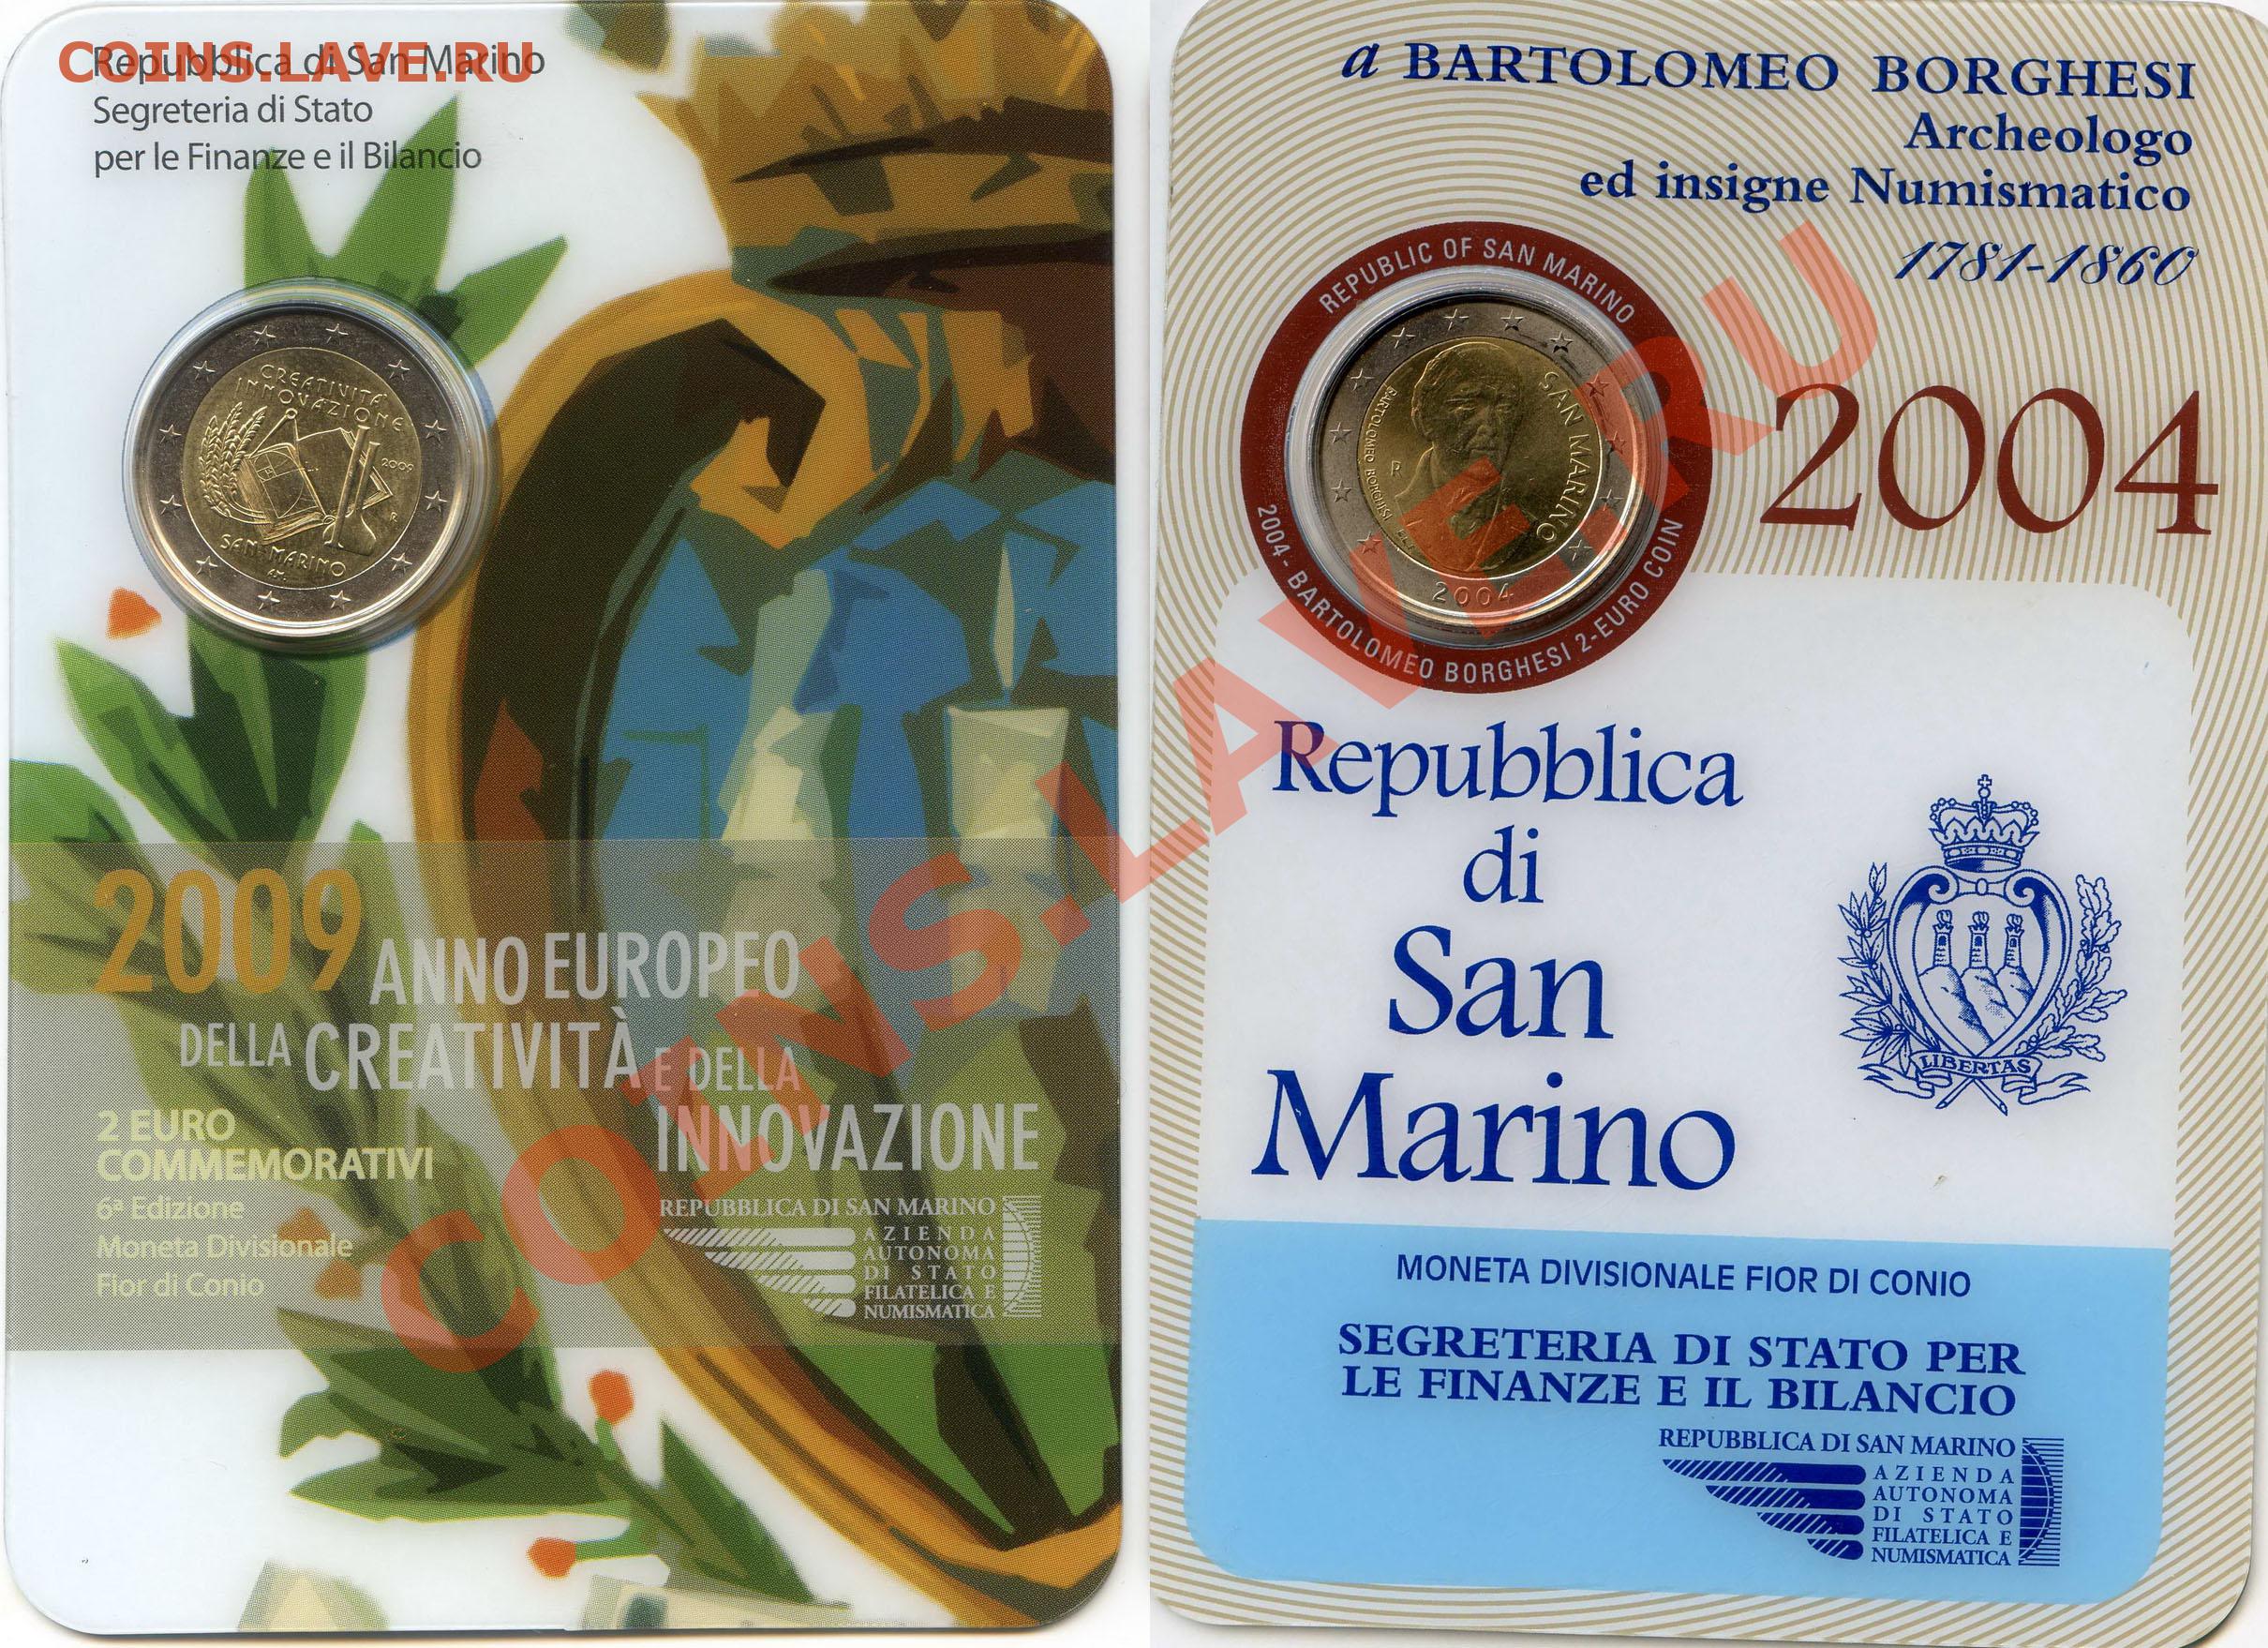 COINS.LAVE.RU
Repubblica di San Marino
Segreteria di Stato
per le Finanze e il Bilancio
CREATIVITÀ
INNOVAZIONE
2009
R
SAN MARINO
2009 ANNO EUROPEO
DELLA CREATIVITÀ E DELLA
INNOVAZIONE
2 EURO
COMMEMORATIVI
6ª Edizione
Moneta Divisionale
Fior di Conio
REPUBBLICA DI SAN MARINO
AZIENDA
AUTONOMA
DI STATO
FILATELICA E
NUMISMATICA
COINS.LAVE.RU
a BARTOLOMEO BORGHESI
Archeologo
ed insigne Numismatico
1781-1860
REPUBLIC OF SAN MARINO
2004 - BARTOLOMEO BORGHESI 2-EURO COIN
SAN MARINO
BARTOLOMEO BORGHESI
R
2004
2004
Repubblica
di
San
Marino
LIBERTAS
MONETA DIVISIONALE FIOR DI CONIO
SEGRETERIA DI STATO PER
LE FINANZE E IL BILANCIO
REPUBBLICA DI SAN MARINO
AZIENDA
AUTONOMA
DI STATO
FILATELICA E
NUMISMATICA